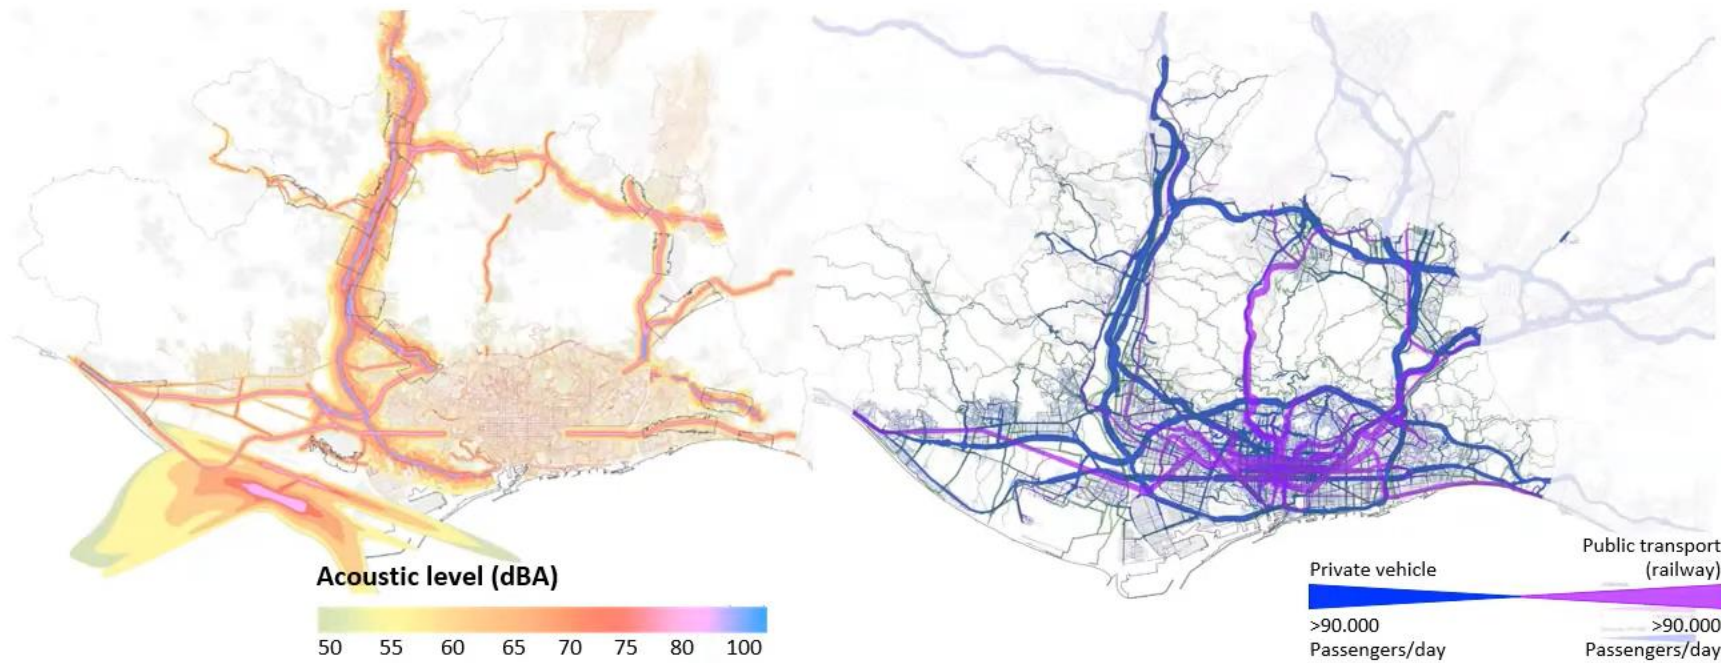 Acoustic level (dBA)
50 55 60 65 70 75 80 100
Public transport
(railway)
Private vehicle
>90.000
Passengers/day
>90.000
Passengers/day